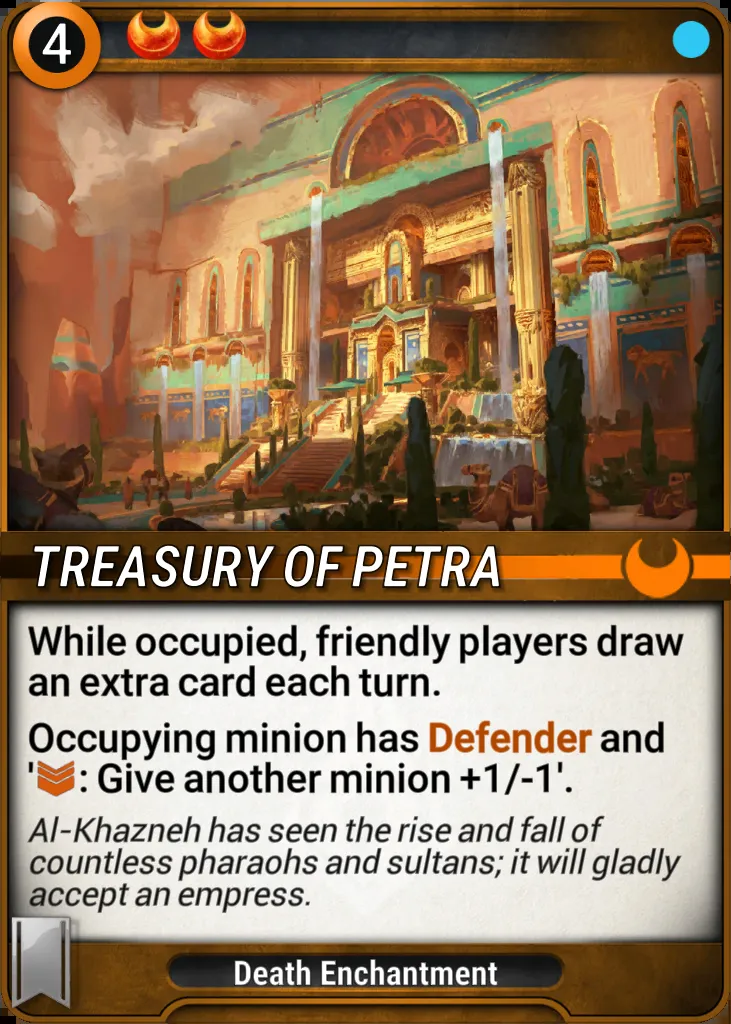 4
TREASURY OF PETRA
While occupied, friendly players draw
an extra card each turn.
Occupying minion has Defender and
' : Give another minion +1/-1'.
Al-Khazneh has seen the rise and fall of
countless pharaohs and sultans; it will gladly
accept an empress.
Death Enchantment